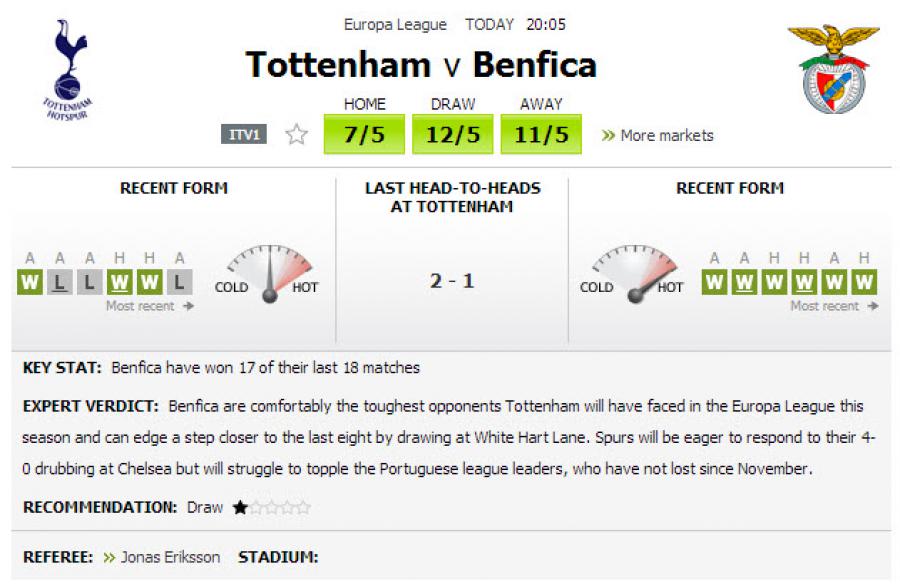 Europa League TODAY 20:05
Tottenham v Benfica
TOTTENHAM
HOTSPUR
HOME DRAW AWAY
ITV1 7/5 12/5 11/5 » More markets
RECENT FORM
LAST HEAD-TO-HEADS
AT TOTTENHAM
RECENT FORM
A A A H H A
W L L W W L
Most recent →
COLD HOT
2 - 1
COLD HOT
A A H H A H
W W W W W W
Most recent →
KEY STAT: Benfica have won 17 of their last 18 matches
EXPERT VERDICT: Benfica are comfortably the toughest opponents Tottenham will have faced in the Europa League this
season and can edge a step closer to the last eight by drawing at White Hart Lane. Spurs will be eager to respond to their 4-
0 drubbing at Chelsea but will struggle to topple the Portuguese league leaders, who have not lost since November.
RECOMMENDATION: Draw
REFEREE: » Jonas Eriksson STADIUM: